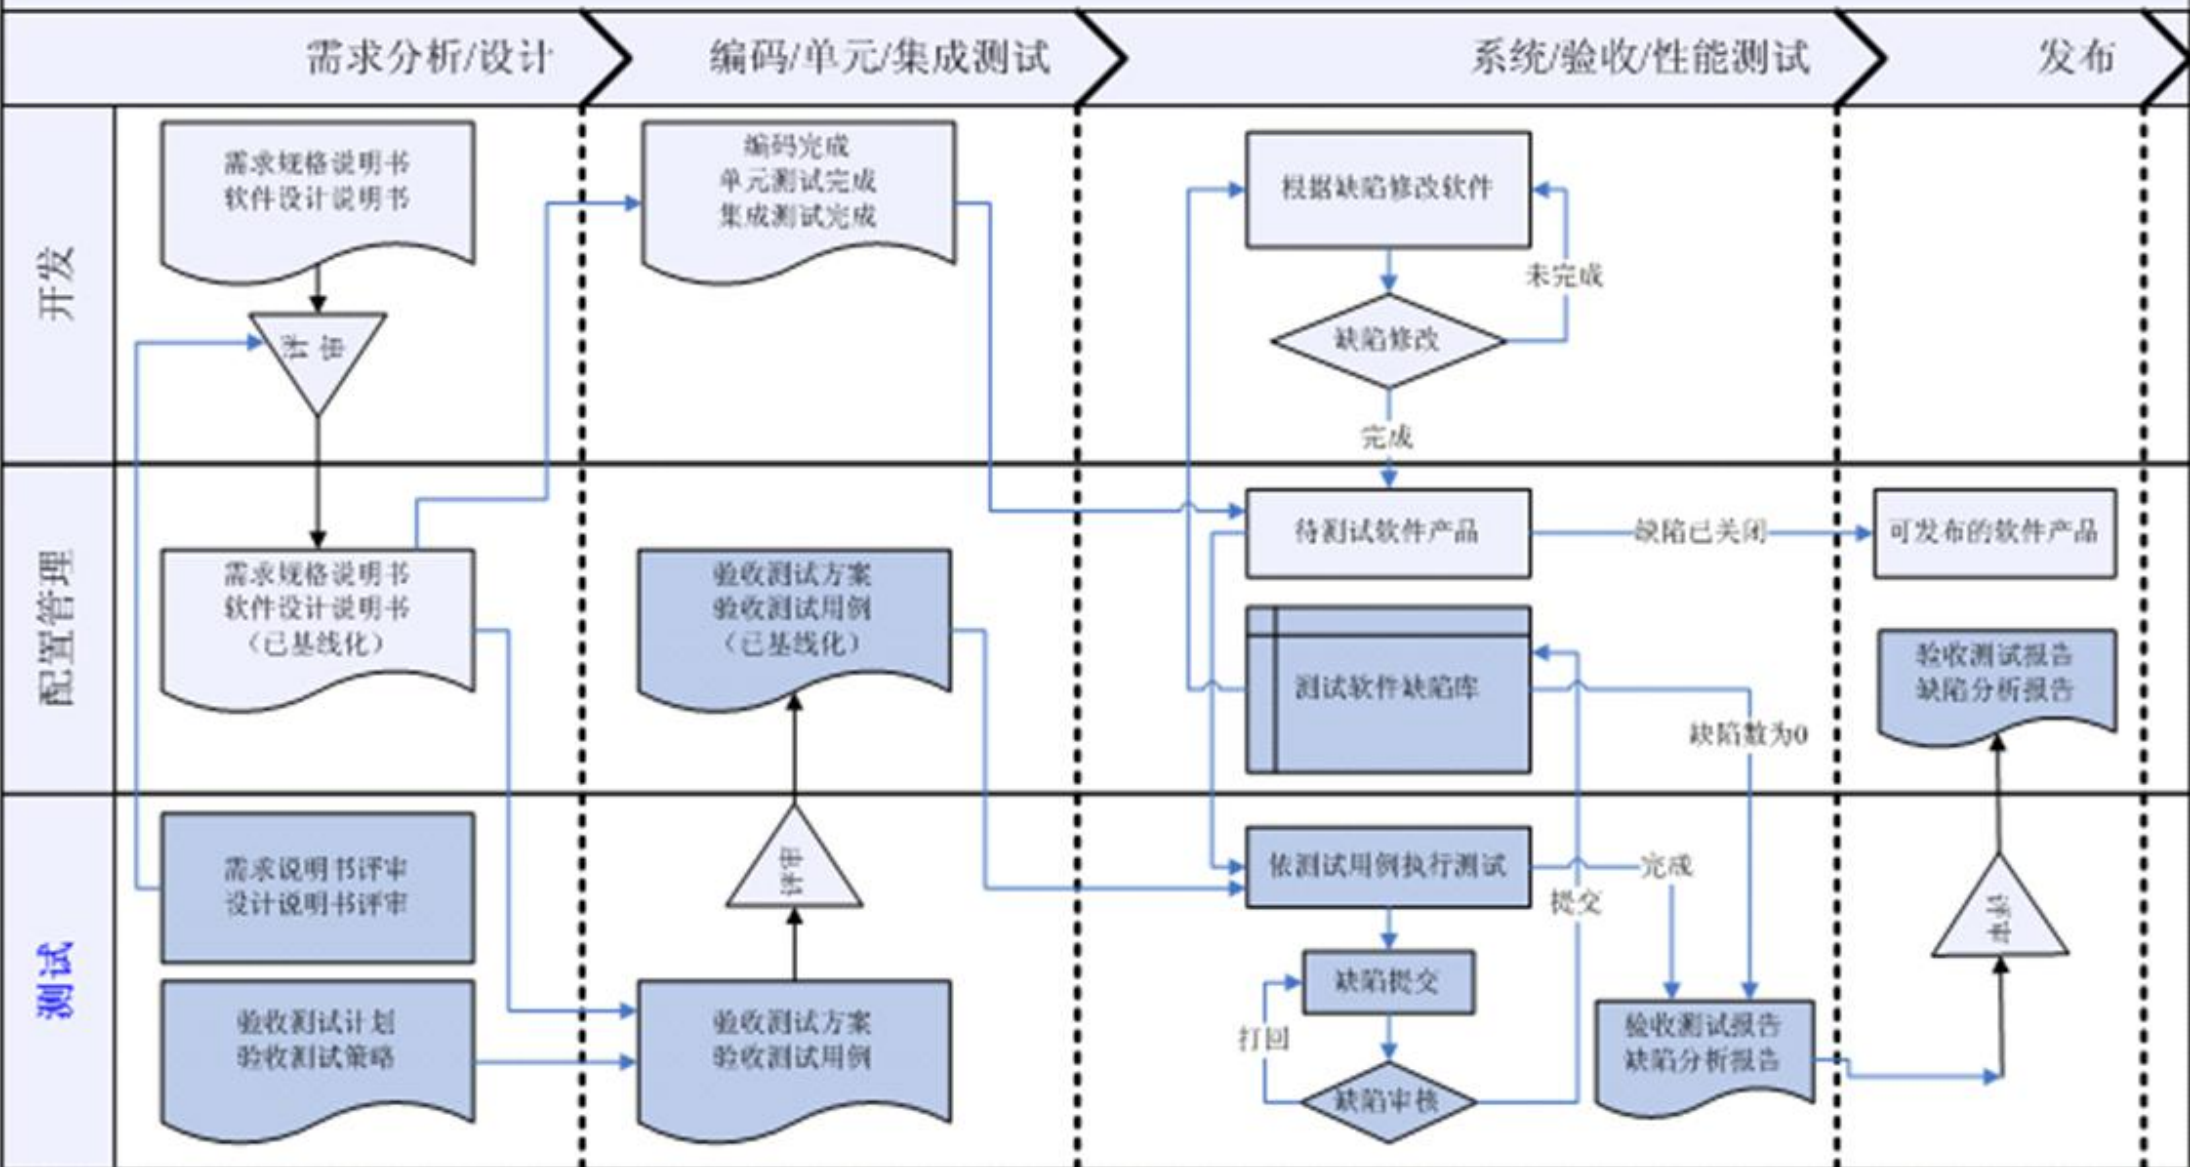 需求分析/设计
编码/单元/集成测试
系统/验收/性能测试
发布
开发
需求规格说明书
软件设计说明书
评审
编码完成
单元测试完成
集成测试完成
根据缺陷修改软件
未完成
缺陷修改
完成
配置管理
需求规格说明书
软件设计说明书
（已基线化）
验收测试方案
验收测试用例
（已基线化）
待测试软件产品
缺陷已关闭
可发布的软件产品
测试软件缺陷库
缺陷数为0
验收测试报告
缺陷分析报告
测试
需求说明书评审
设计说明书评审
验收测试计划
验收测试策略
评审
验收测试方案
验收测试用例
依测试用例执行测试
完成
提交
缺陷提交
打回
缺陷审核
验收测试报告
缺陷分析报告
评审